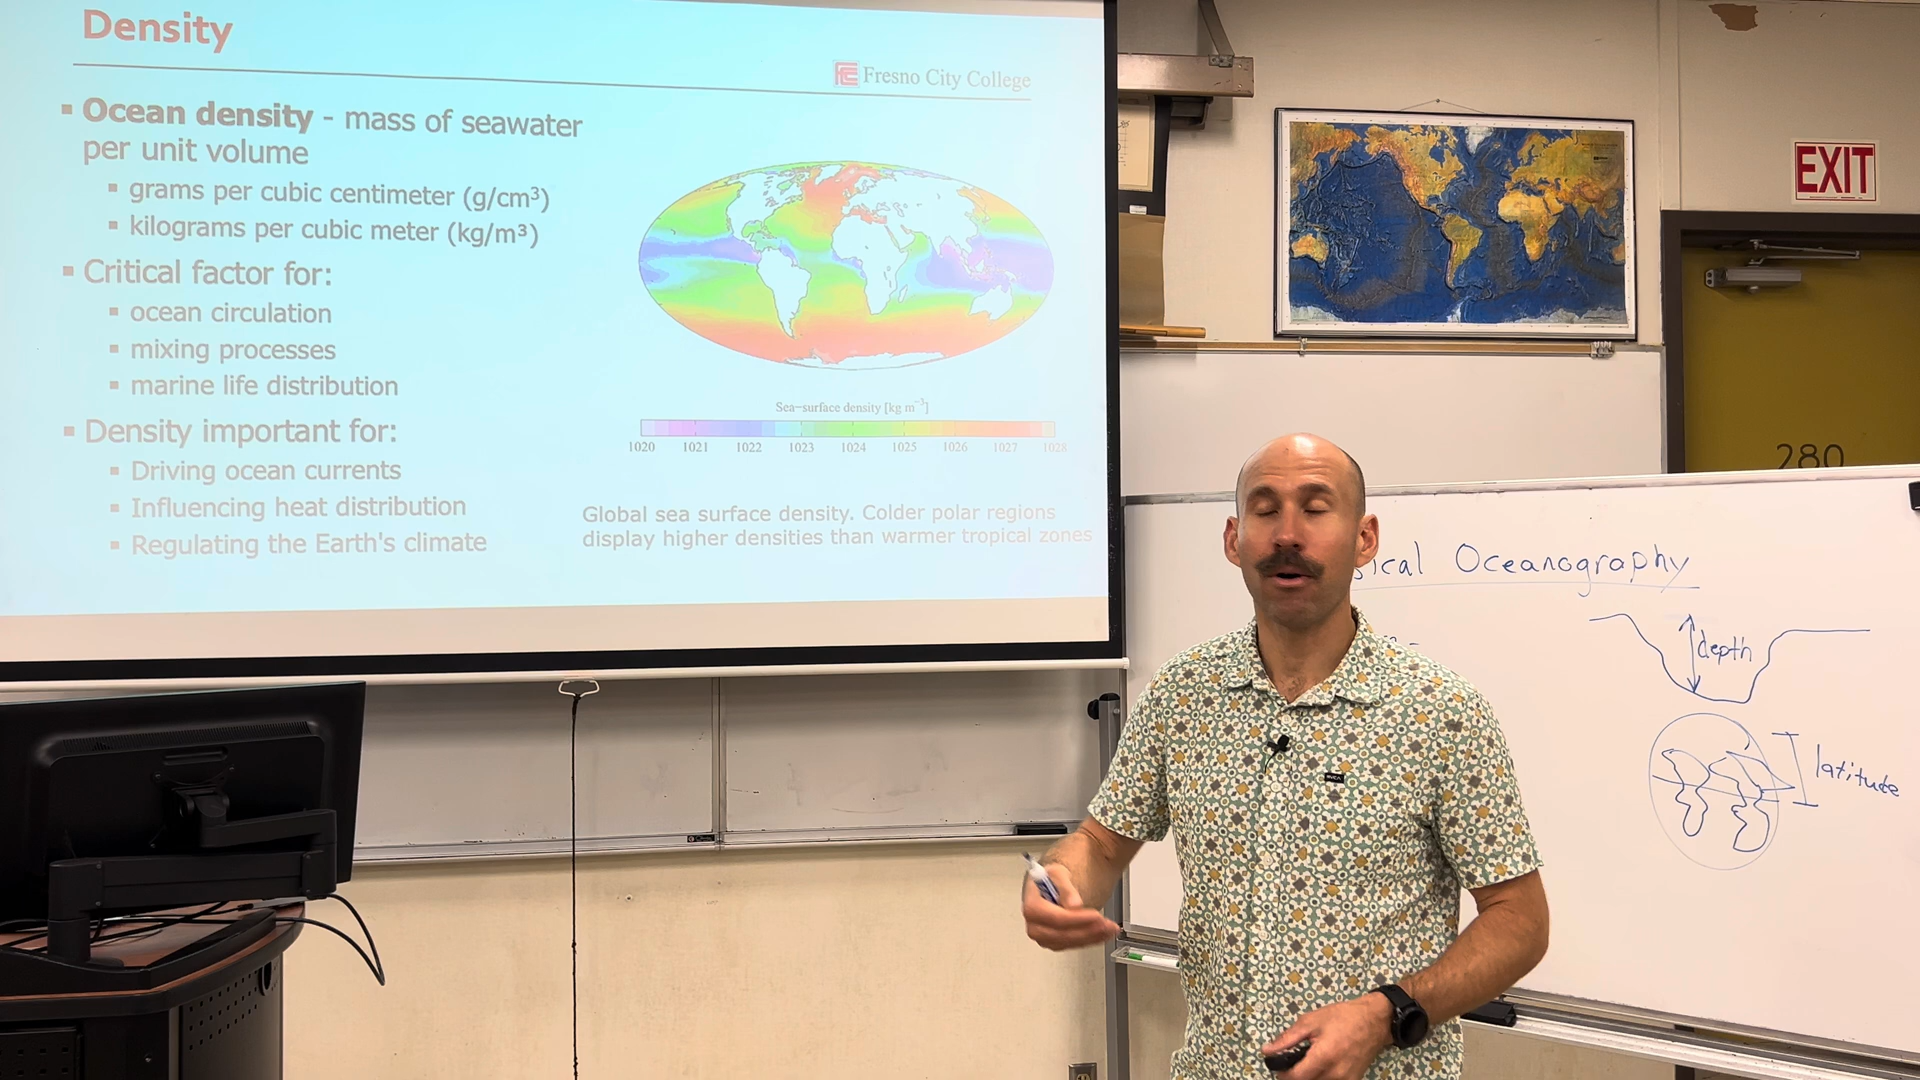 Density
FCC Fresno City College
▪ Ocean density - mass of seawater
per unit volume
▪ grams per cubic centimeter (g/cm³)
▪ kilograms per cubic meter (kg/m³)
▪ Critical factor for:
▪ ocean circulation
▪ mixing processes
▪ marine life distribution
▪ Density important for:
▪ Driving ocean currents
▪ Influencing heat distribution
▪ Regulating the Earth's climate
Sea-surface density [kg m⁻³]
1020 1021 1022 1023 1024 1025 1026 1027 1028
Global sea surface density. Colder polar regions
display higher densities than warmer tropical zones
EXIT
280
sical Oceanography
depth
latitude
RVCA